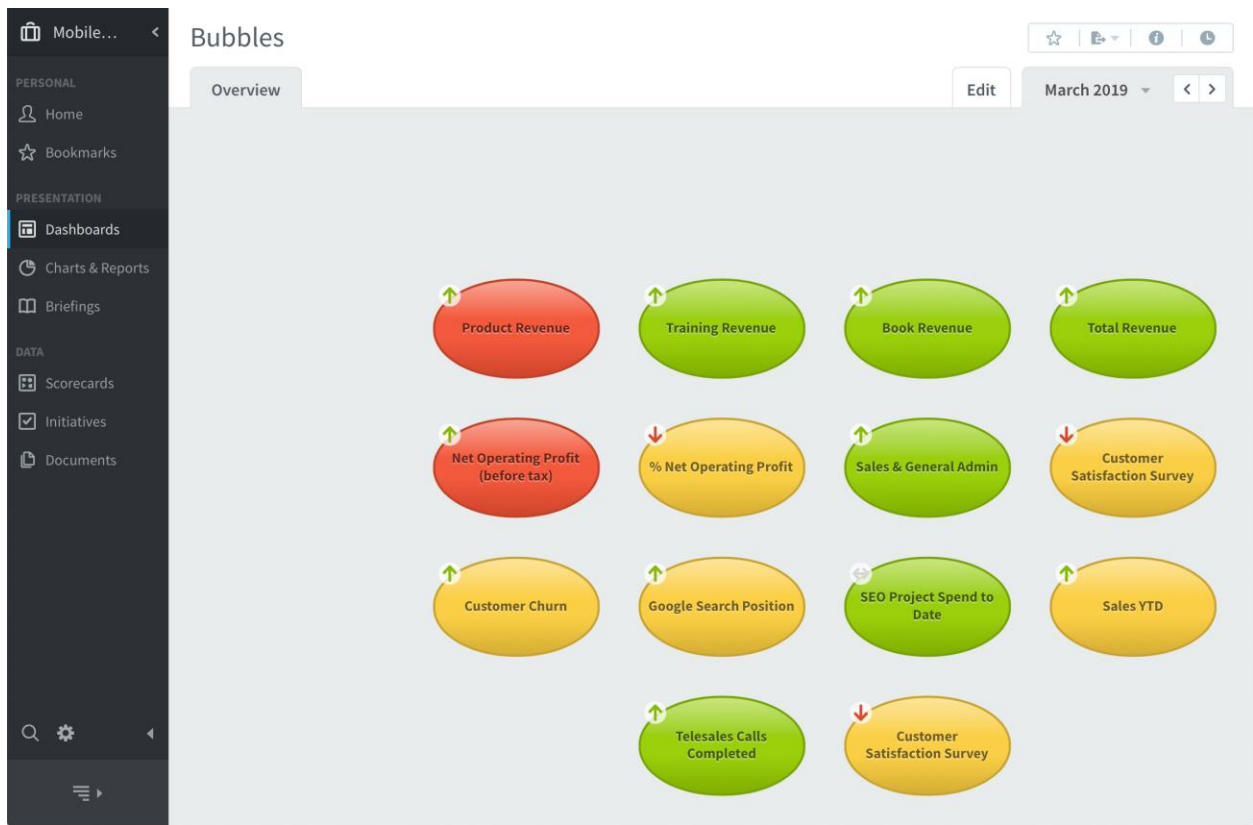 Mobile...
Bubbles
PERSONAL
Home
Bookmarks
PRESENTATION
Dashboards
Charts & Reports
Briefings
DATA
Scorecards
Initiatives
Documents
Overview
Edit
March 2019
Product Revenue
Training Revenue
Book Revenue
Total Revenue
Net Operating Profit
(before tax)
% Net Operating Profit
Sales & General Admin
Customer
Satisfaction Survey
Customer Churn
Google Search Position
SEO Project Spend to
Date
Sales YTD
Telesales Calls
Completed
Customer
Satisfaction Survey